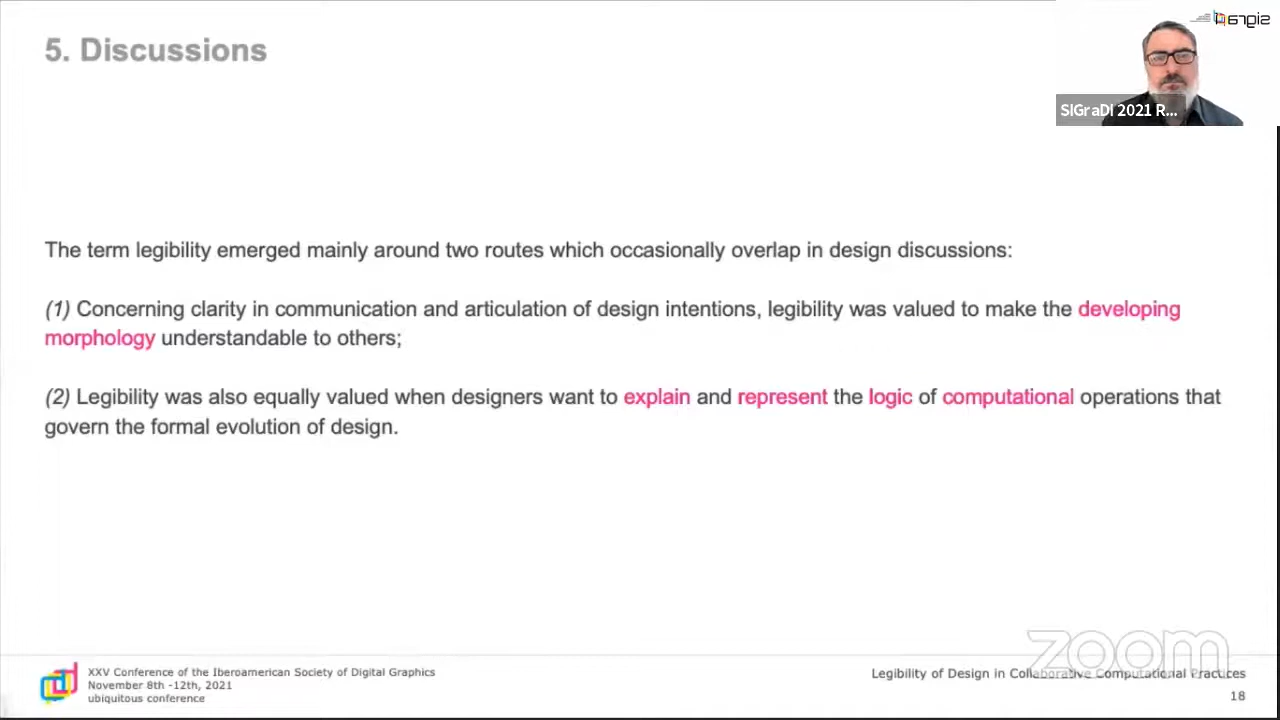 5. Discussions
SIGraDI 2021 R...
The term legibility emerged mainly around two routes which occasionally overlap in design discussions:
(1) Concerning clarity in communication and articulation of design intentions, legibility was valued to make the developing
morphology understandable to others;
(2) Legibility was also equally valued when designers want to explain and represent the logic of computational operations that
govern the formal evolution of design.
zoom
XXV Conference of the Iberoamerican Society of Digital Graphics
November 8th -12th, 2021
ubiquitous conference
Legibility of Design in Collaborative Computational Practices
18